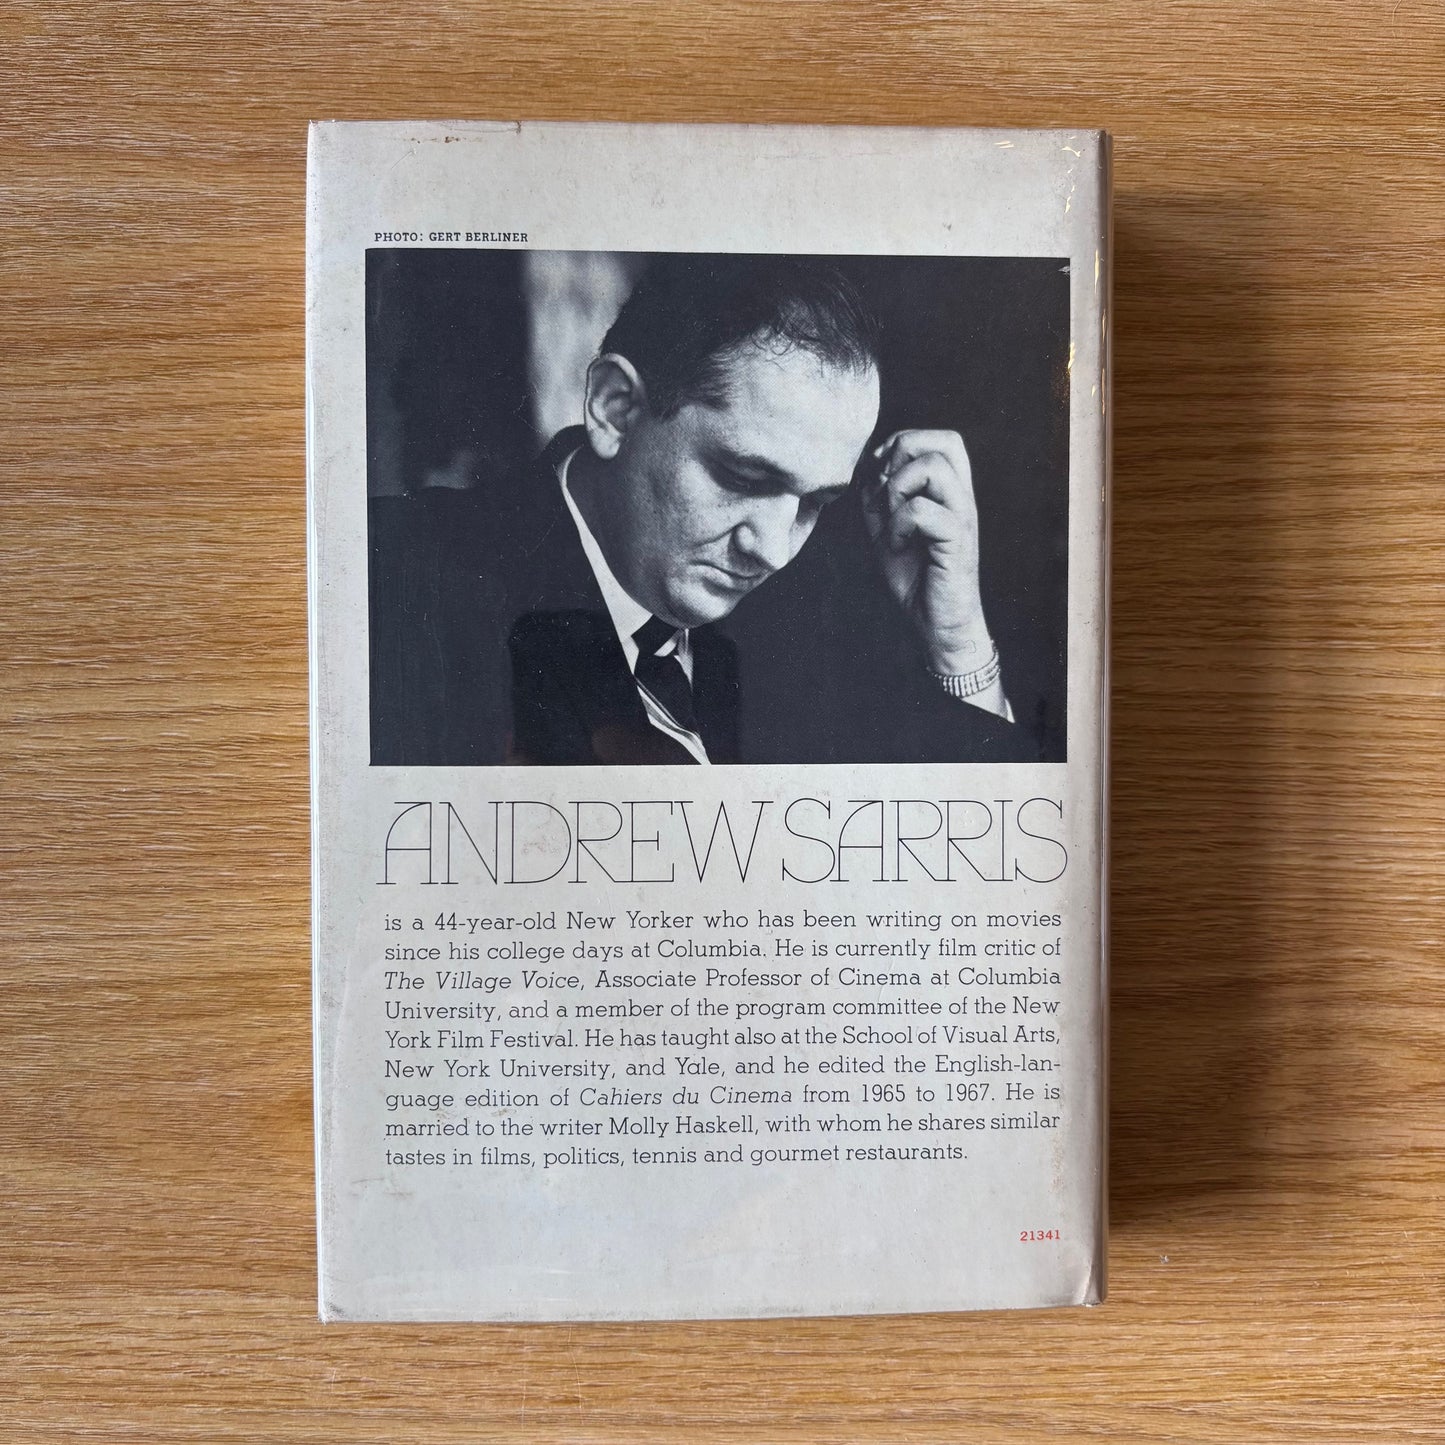 PHOTO: GERT BERLINER
ANDREW SARRIS
is a 44-year-old New Yorker who has been writing on movies
since his college days at Columbia. He is currently film critic of
The Village Voice, Associate Professor of Cinema at Columbia
University, and a member of the program committee of the New
York Film Festival. He has taught also at the School of Visual Arts,
New York University, and Yale, and he edited the English-lan-
guage edition of Cahiers du Cinema from 1965 to 1967. He is
married to the writer Molly Haskell, with whom he shares similar
tastes in films, politics, tennis and gourmet restaurants.
21341